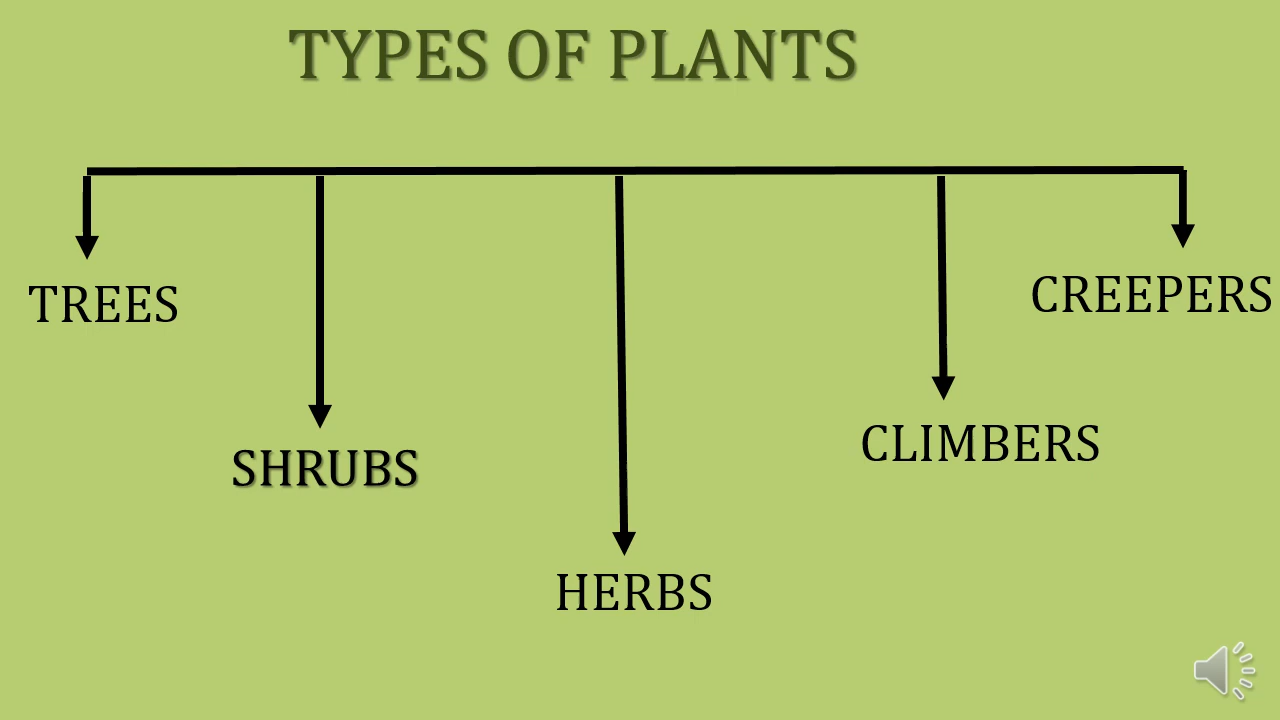 TYPES OF PLANTS
TREES
SHRUBS
HERBS
CLIMBERS
CREEPERS